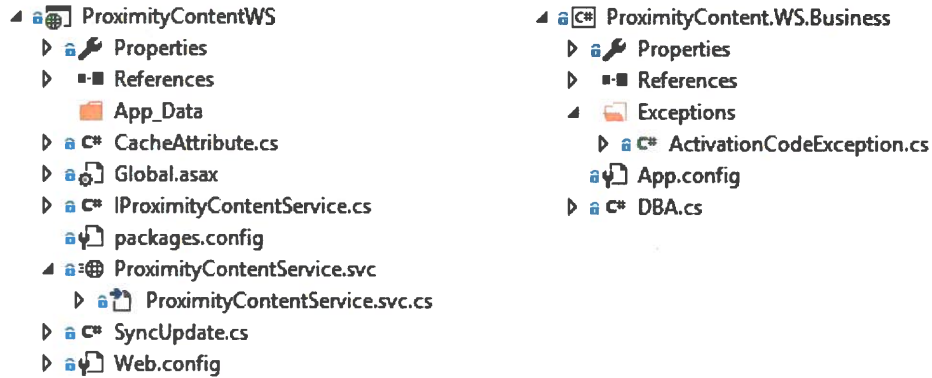 ProximityContentWS
Properties
References
App_Data
C# CacheAttribute.cs
Global.asax
C# IProximityContentService.cs
packages.config
ProximityContentService.svc
ProximityContentService.svc.cs
C# SyncUpdate.cs
Web.config
C# ProximityContent.WS.Business
Properties
References
Exceptions
C# ActivationCodeException.cs
App.config
C# DBA.cs